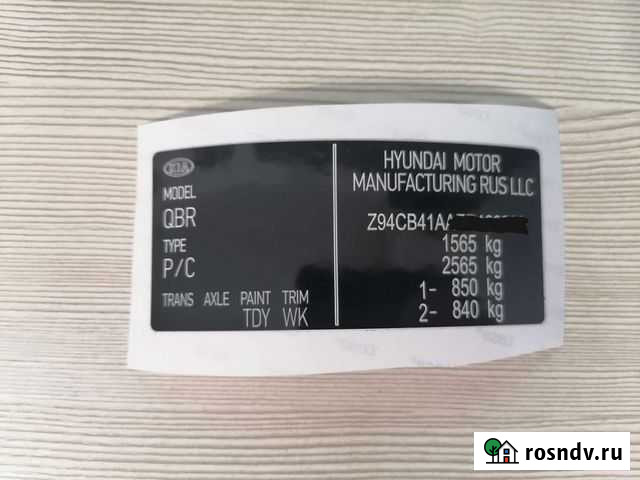 KIA
MODEL
QBR
TYPE
P/C
TRANS AXLE PAINT TRIM
TDY WK
HYUNDAI MOTOR
MANUFACTURING RUS LLC
Z94CB41AA
1565 kg
2565 kg
1- 850 kg
2- 840 kg
rosndv.ru